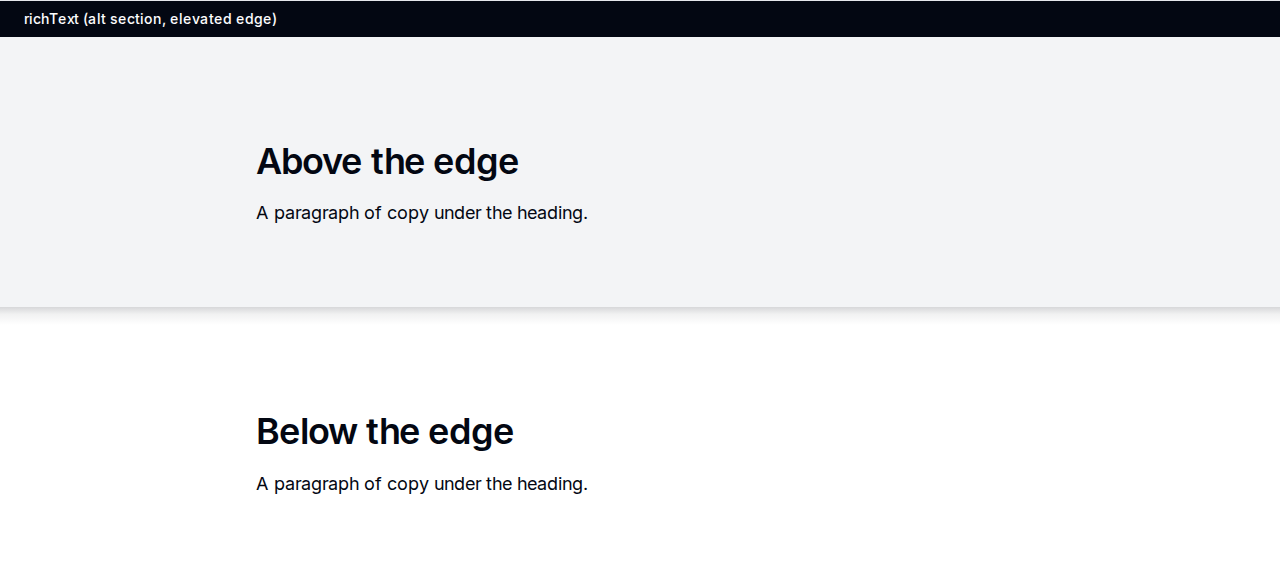 richText (alt section, elevated edge)
Above the edge
A paragraph of copy under the heading.
Below the edge
A paragraph of copy under the heading.